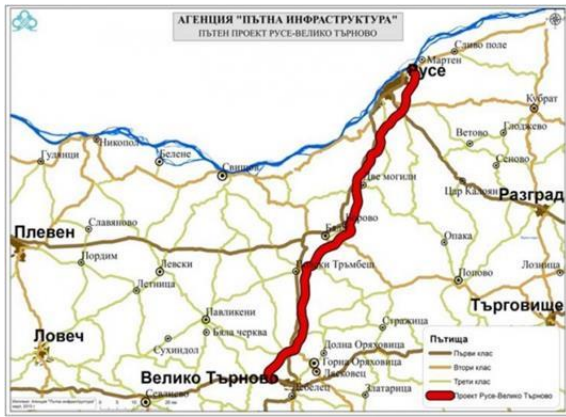 АГЕНЦИЯ "ПЪТНА ИНФРАСТРУКТУРА"
ПЪТЕН ПРОЕКТ РУСЕ-ВЕЛИКО ТЪРНОВО
Сливо поле
Мартен
Русе
Кубрат
Глоджево
Ветово
Сеново
Никопол
Гулянци
Белене
Свищов
Две могили
Цар Калоян
Разград
Славяново
Плевен
Борово
Опака
Пордим
Левски
Тръмбеш
Попово
Лозница
Летница
Търговище
Павликени
Стражица
Бяла черква
Ловеч
Сухиндол
Долна Оряховица
Горна Оряховица
Лясковец
Велико Търново
Златарица
Пътища
Първи клас
Втори клас
Трети клас
Проект Русе-Велико Търново